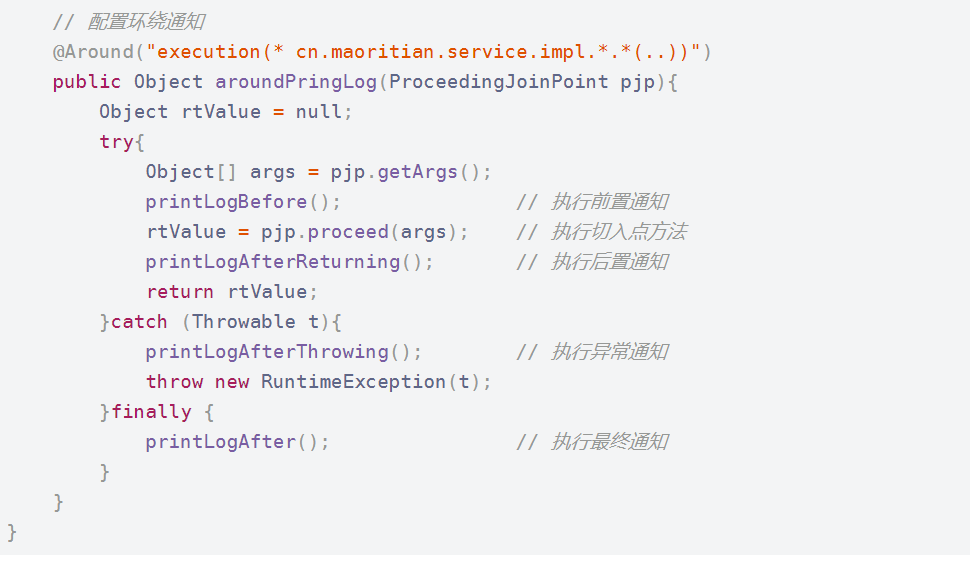 // 配置环绕通知
@Around("execution(* cn.maoritian.service.impl.*.*(..))")
public Object aroundPringLog(ProceedingJoinPoint pjp){
Object rtValue = null;
try{
Object[] args = pjp.getArgs();
printLogBefore(); // 执行前置通知
rtValue = pjp.proceed(args); // 执行切入点方法
printLogAfterReturning(); // 执行后置通知
return rtValue;
}catch (Throwable t){
printLogAfterThrowing(); // 执行异常通知
throw new RuntimeException(t);
}finally {
printLogAfter(); // 执行最终通知
}
}
}